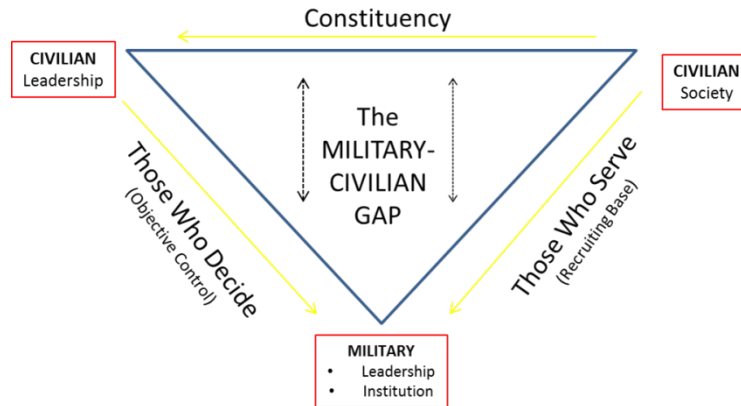 Constituency
CIVILIAN
Leadership
CIVILIAN
Society
The
MILITARY-
CIVILIAN
GAP
Those Who Decide
(Objective Control)
Those Who Serve
(Recruiting Base)
MILITARY
• Leadership
• Institution